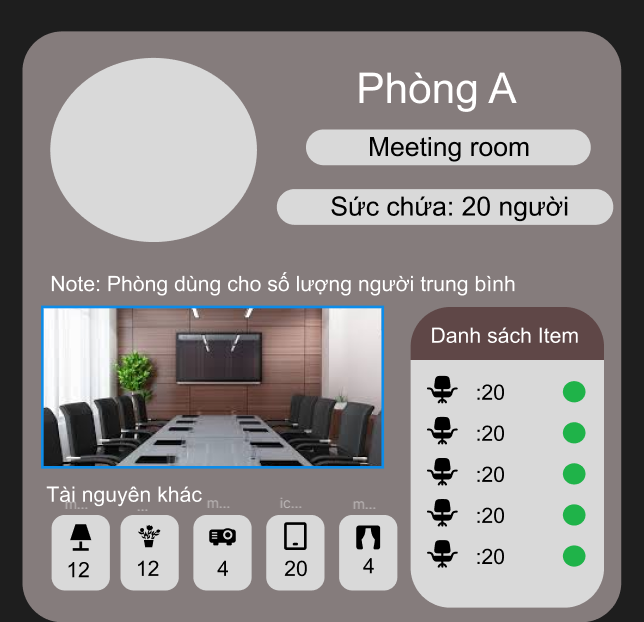 Phòng A
Meeting room
Sức chứa: 20 người
Note: Phòng dùng cho số lượng người trung bình
Danh sách Item
:20
:20
:20
:20
:20
Tài nguyên khác
m...
...
m...
ic...
m...
12
12
4
20
4